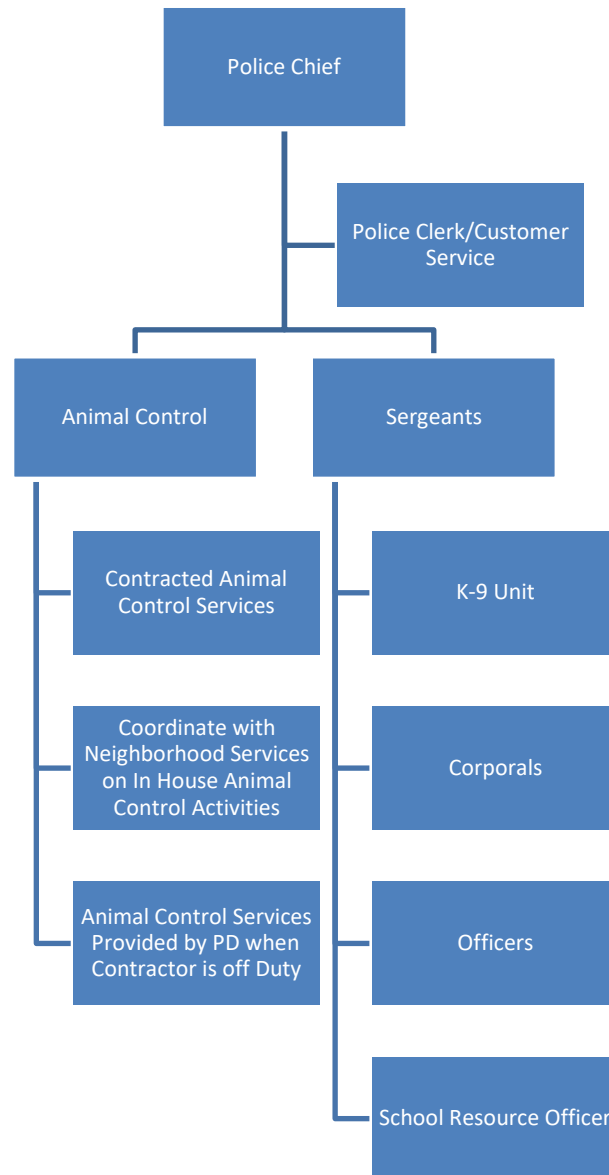 Police Chief
Police Clerk/Customer
Service
Animal Control
Sergeants
Contracted Animal
Control Services
K-9 Unit
Coordinate with
Neighborhood Services
on In House Animal
Control Activities
Corporals
Animal Control Services
Provided by PD when
Contractor is off Duty
Officers
School Resource Officer